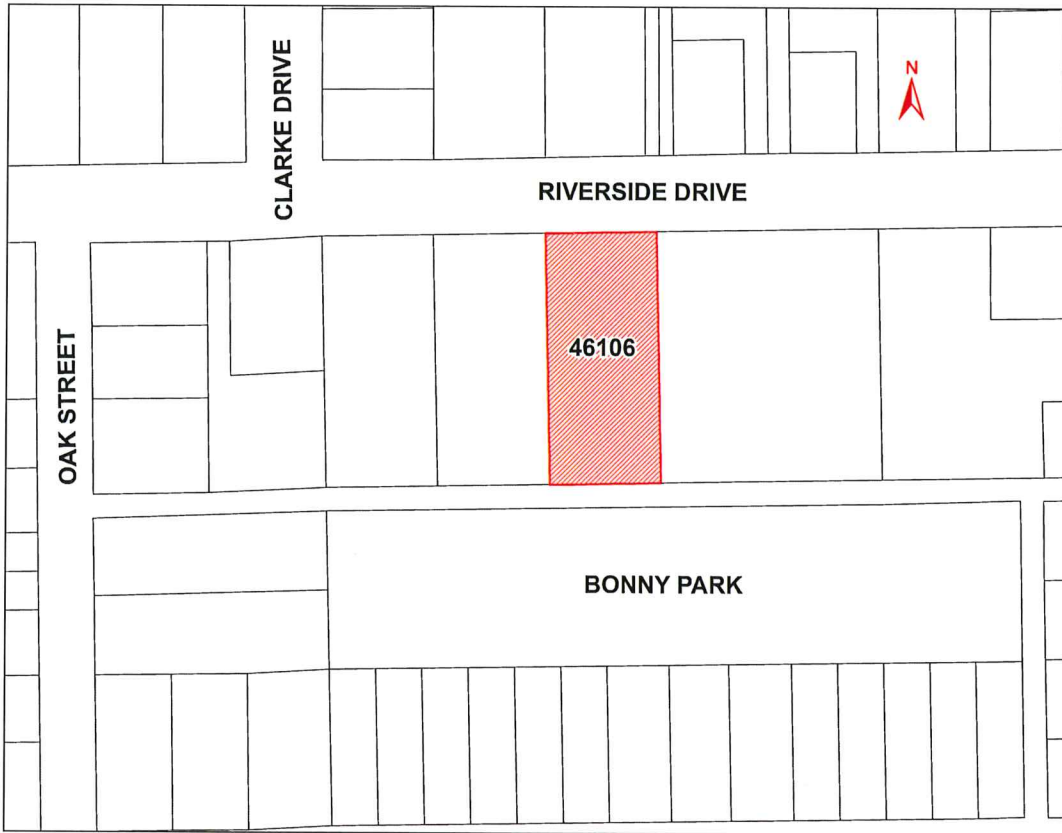 CLARKE DRIVE
N
RIVERSIDE DRIVE
46106
OAK STREET
BONNY PARK